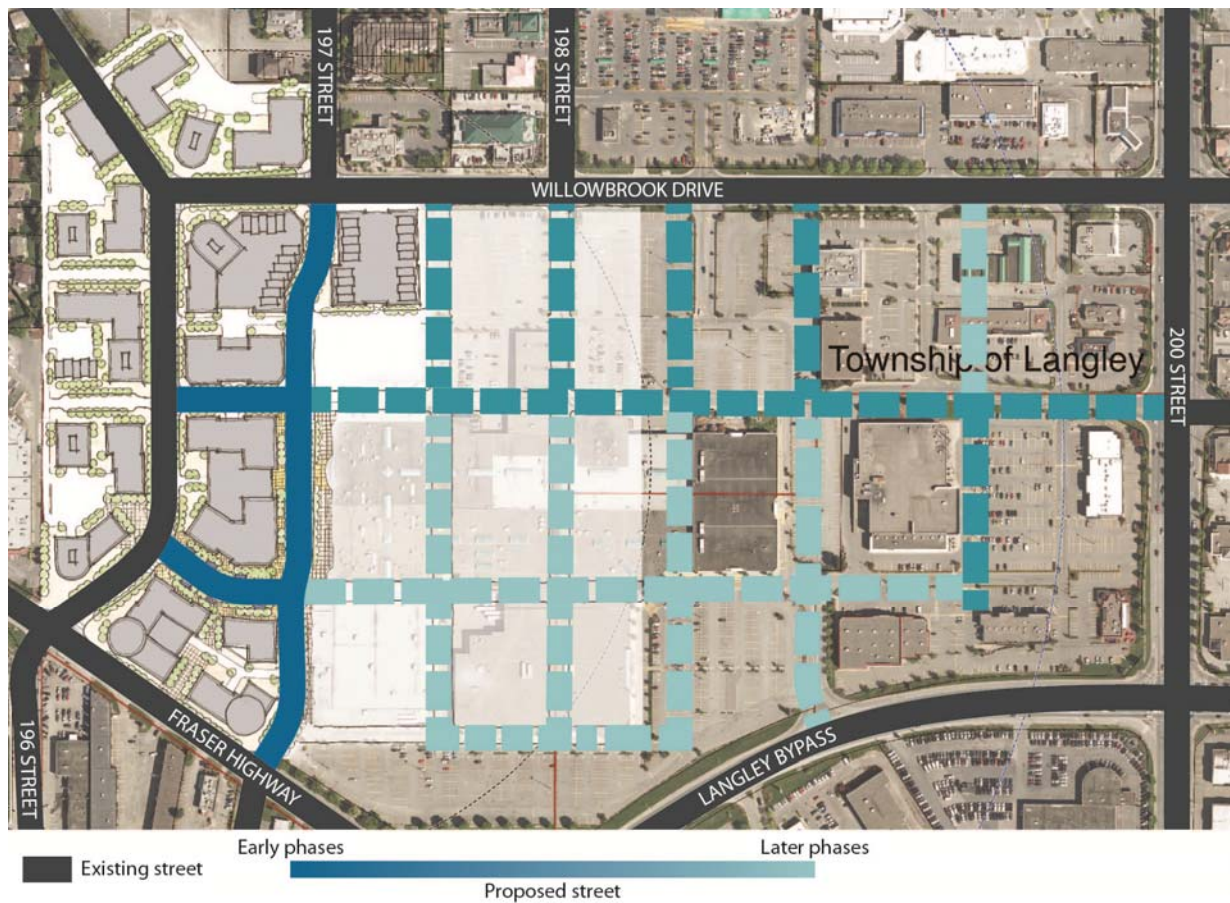 197 STREET
198 STREET
WILLOWBROOK DRIVE
200 STREET
Township of Langley
196 STREET
FRASER HIGHWAY
LANGLEY BYPASS
Existing street
Early phases
Later phases
Proposed street